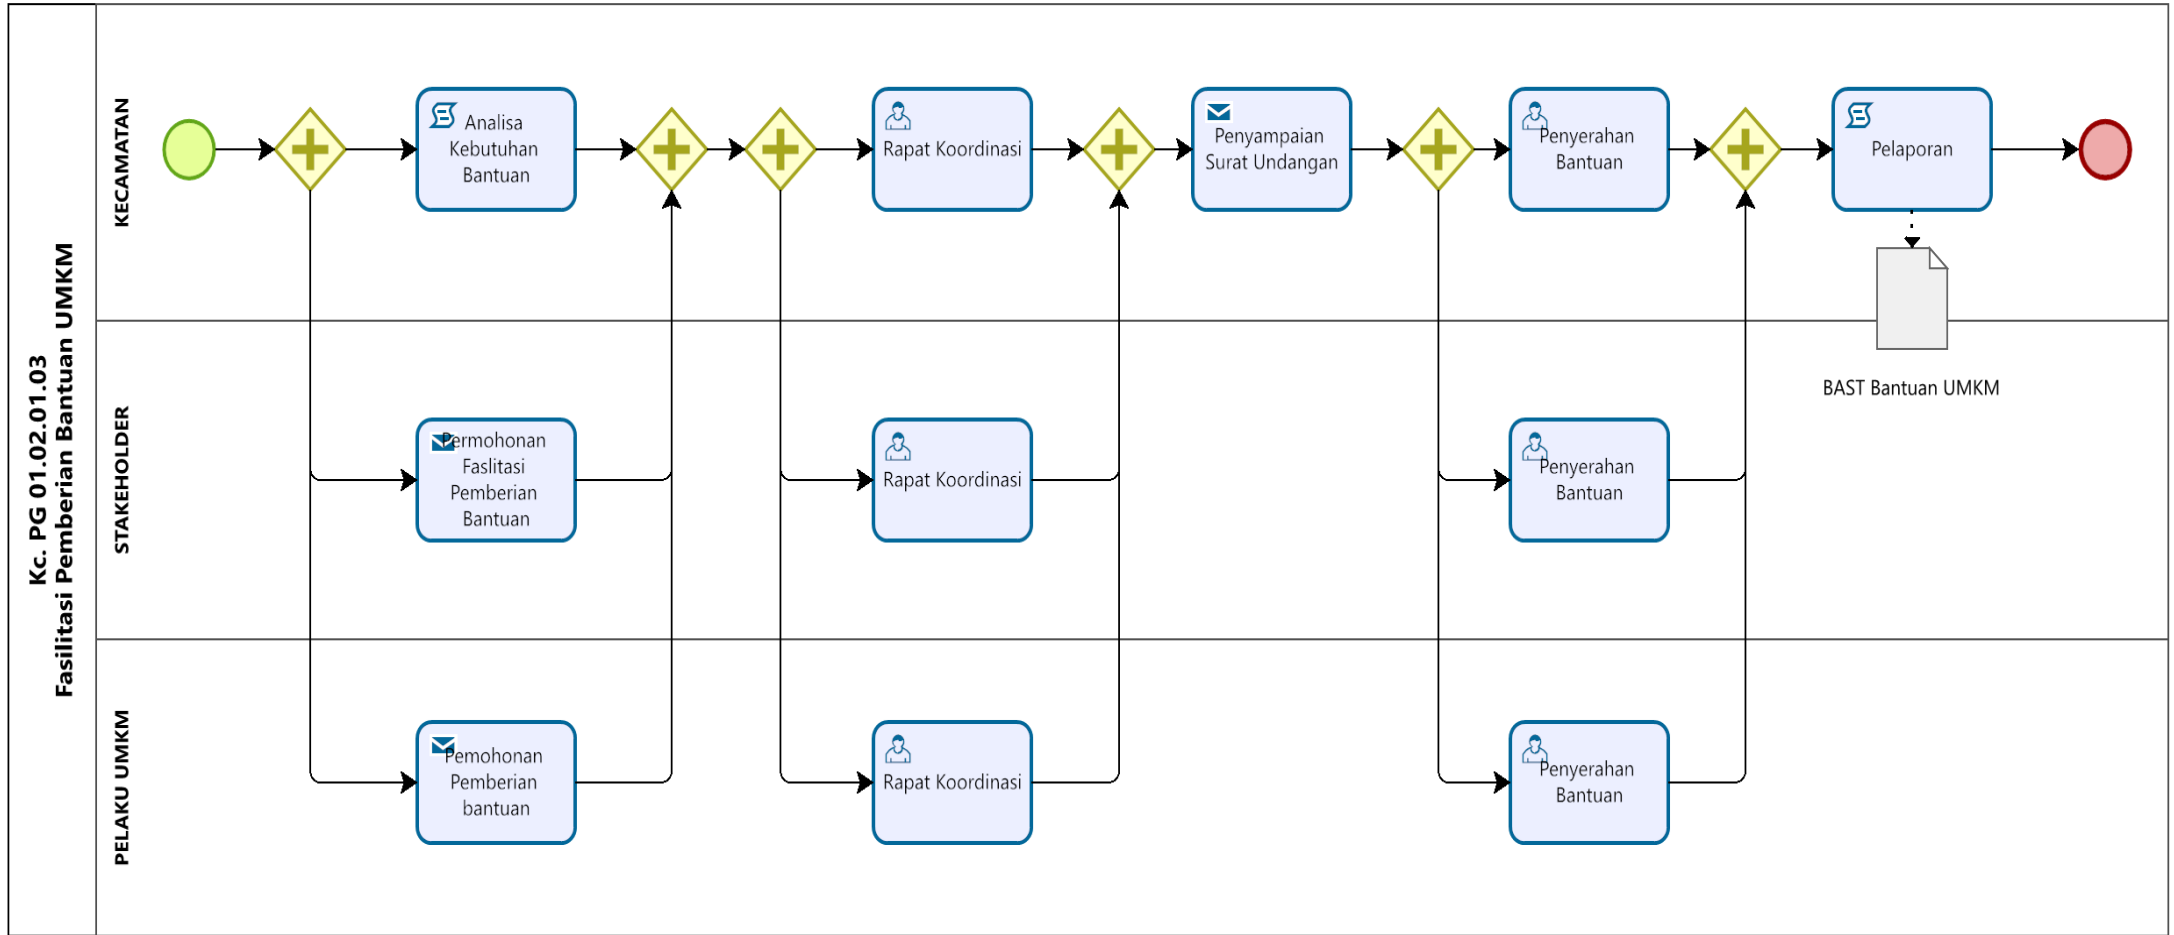 Kc. PG 01.02.01.03
Fasilitasi Pemberian Bantuan UMKM
KECAMATAN
Analisa
Kebutuhan
Bantuan
Rapat Koordinasi
Penyampaian
Surat Undangan
Penyerahan
Bantuan
Pelaporan
BAST Bantuan UMKM
STAKEHOLDER
Permohonan
Faslitasi
Pemberian
Bantuan
Rapat Koordinasi
Penyerahan
Bantuan
PELAKU UMKM
Pemohonan
Pemberian
bantuan
Rapat Koordinasi
Penyerahan
Bantuan